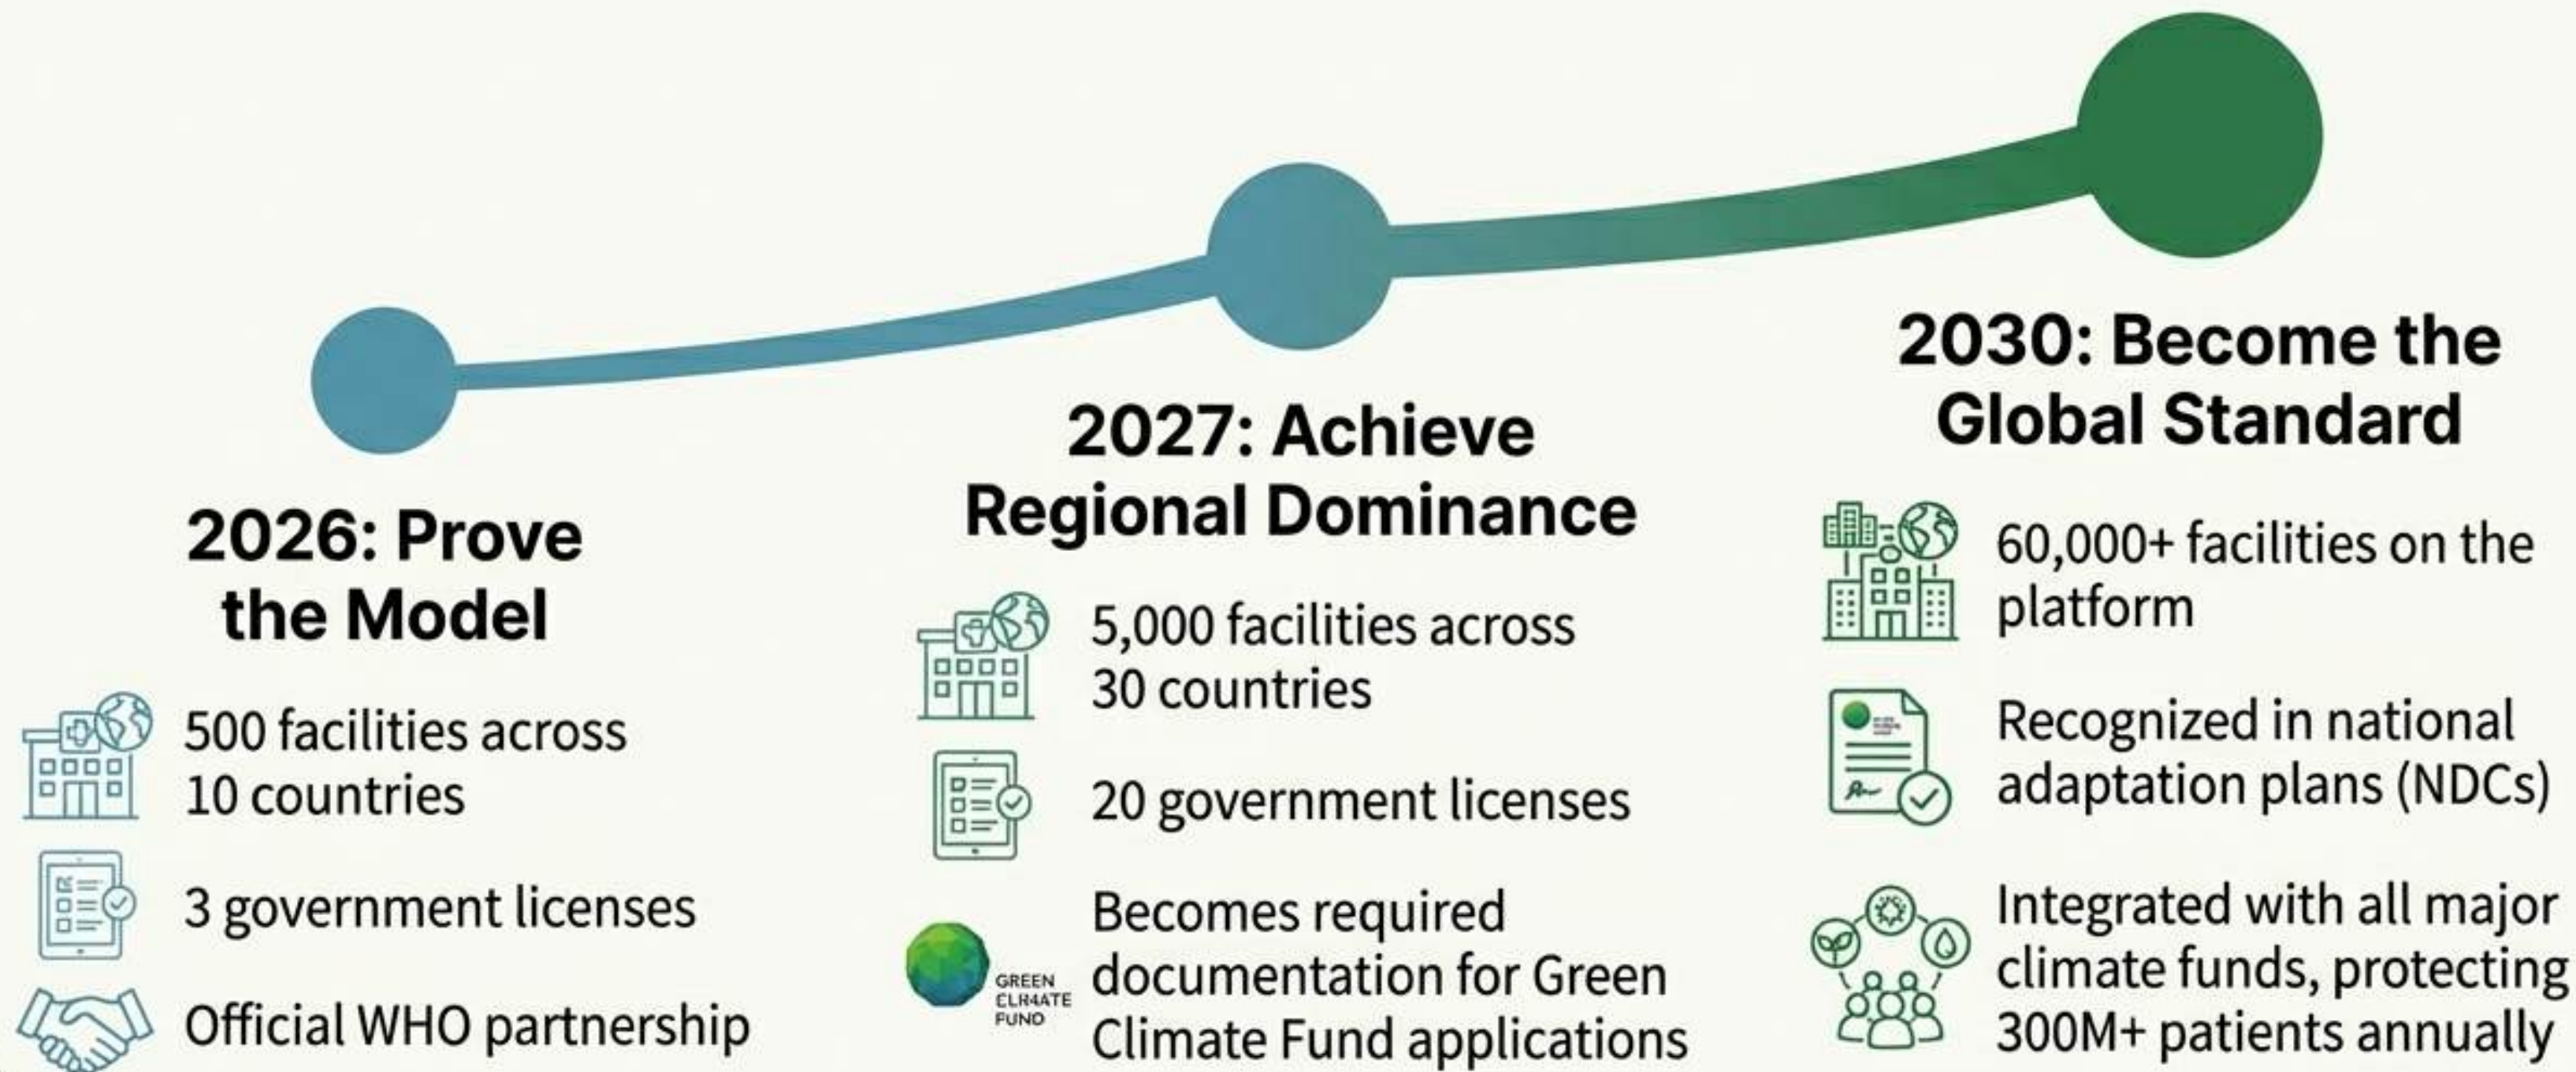 2026: Prove
the Model
500 facilities across
10 countries
3 government licenses
Official WHO partnership
2027: Achieve
Regional Dominance
5,000 facilities across
30 countries
20 government licenses
GREEN
CLR4ATE
FUND
Becomes required
documentation for Green
Climate Fund applications
2030: Become the
Global Standard
60,000+ facilities on the
platform
Recognized in national
adaptation plans (NDCs)
Integrated with all major
climate funds, protecting
300M+ patients annually